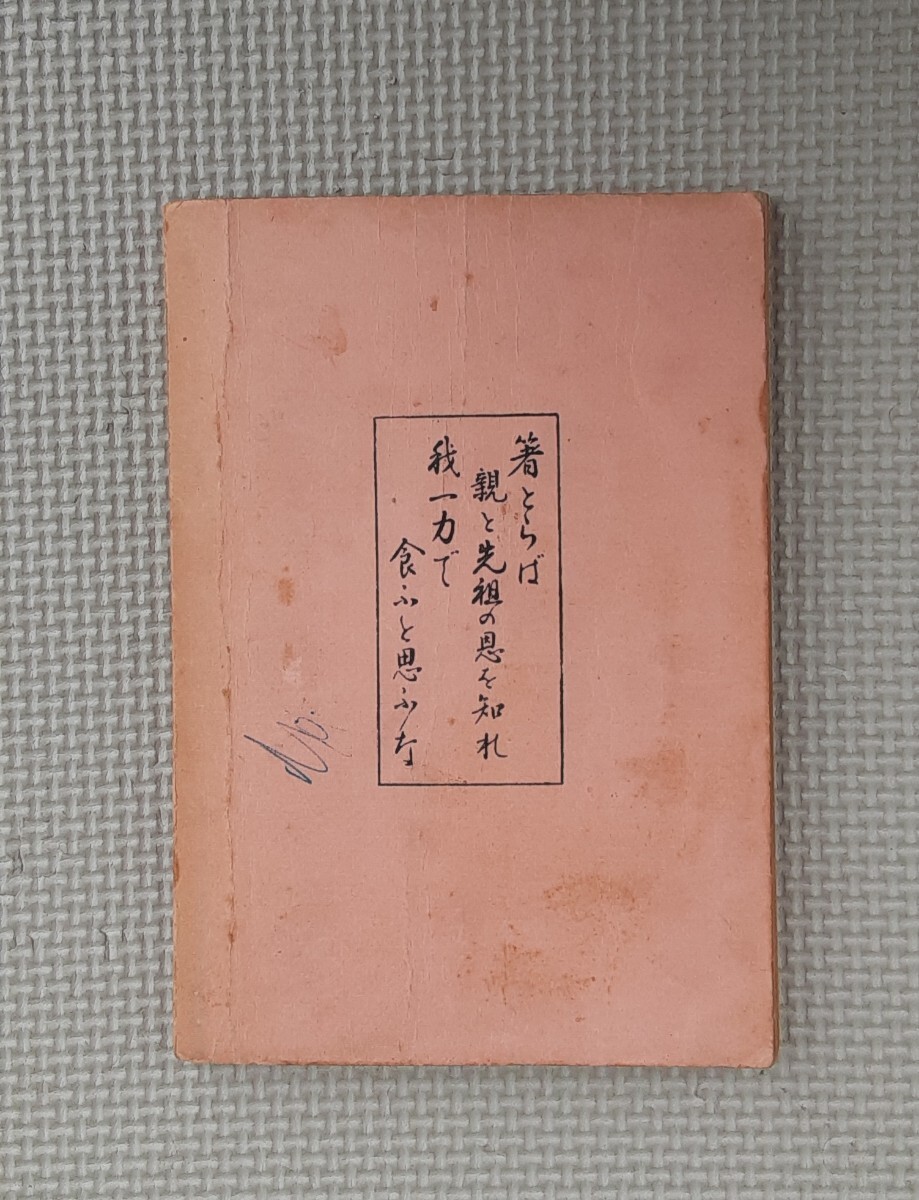 箸とらば
親と先祖の恩を知れ
我一力で
食ふと思ふな